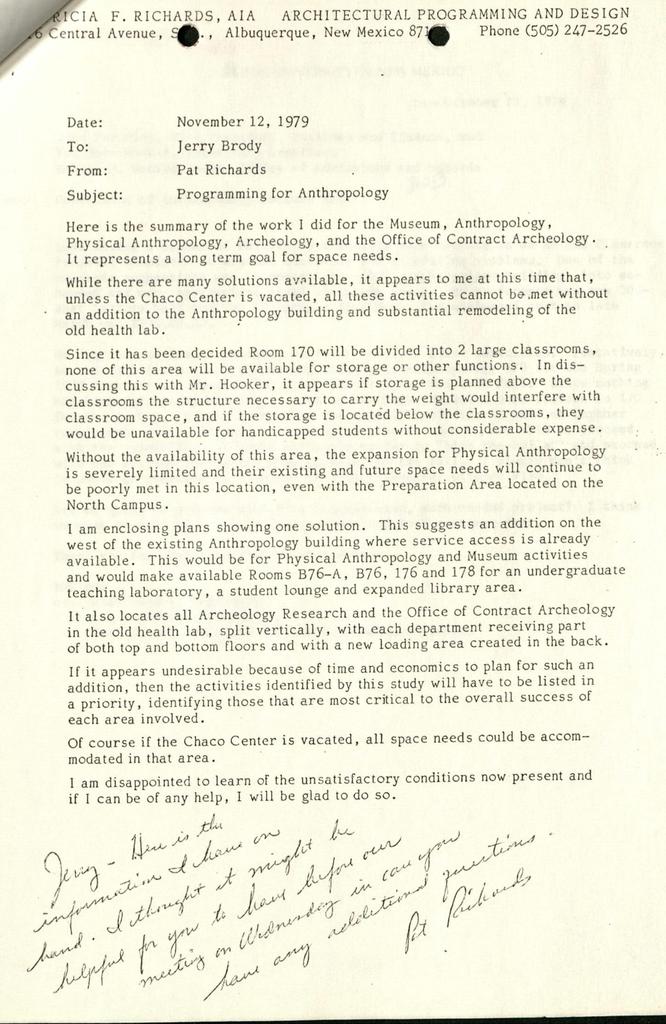 RICIA F. RICHARDS, AIA ARCHITECTURAL PROGRAMMING AND DESIGN
6 Central Avenue, S , Albuquerque, New Mexico 871 Phone (505) 247-2526
Date: November 12, 1979
To: Jerry Brody
From: Pat Richards
Subject: Programming for Anthropology
Here is the summary of the work I did for the Museum, Anthropology,
Physical Anthropology, Archeology, and the Office of Contract Archeology.
It represents a long term goal for space needs.
While there are many solutions available, it appears to me at this time that,
unless the Chaco Center is vacated, all these activities cannot be met without
an addition to the Anthropology building and substantial remodeling of the
old health lab.
Since it has been decided Room 170 will be divided into 2 large classrooms,
none of this area will be available for storage or other functions. In dis-
cussing this with Mr. Hooker, it appears if storage is planned above the
classrooms the structure necessary to carry the weight would interfere with
classroom space, and if the storage is located below the classrooms, they
would be unavailable for handicapped students without considerable expense.
Without the availability of this area, the expansion for Physical Anthropology
is severely limited and their existing and future space needs will continue to
be poorly met in this location, even with the Preparation Area located on the
North Campus.
I am enclosing plans showing one solution. This suggests an addition on the
west of the existing Anthropology building where service access is already
available. This would be for Physical Anthropology and Museum activities
and would make available Rooms B76-A, B76, 176 and 178 for an undergraduate
teaching laboratory, a student lounge and expanded library area.
It also locates all Archeology Research and the Office of Contract Archeology
in the old health lab, split vertically, with each department receiving part
of both top and bottom floors and with a new loading area created in the back.
If it appears undesirable because of time and economics to plan for such an
addition, then the activities identified by this study will have to be listed in
a priority, identifying those that are most critical to the overall success of
each area involved.
Of course if the Chaco Center is vacated, all space needs could be accom-
modated in that area.
I am disappointed to learn of the unsatisfactory conditions now present and
if I can be of any help, I will be glad to do so.
Jerry - Here is the
information I have on
hand. I thought it might be
helpful for you to have before our
meeting on Wednesday in case you
have any additional questions.
Pat Richards